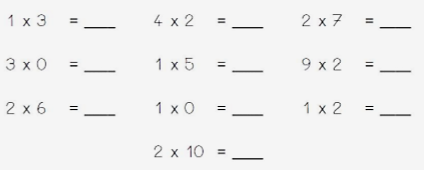 1 x 3 = ___ 4 x 2 = ___ 2 x 7 = ___
3 x 0 = ___ 1 x 5 = ___ 9 x 2 = ___
2 x 6 = ___ 1 x 0 = ___ 1 x 2 = ___
2 x 10 = ___